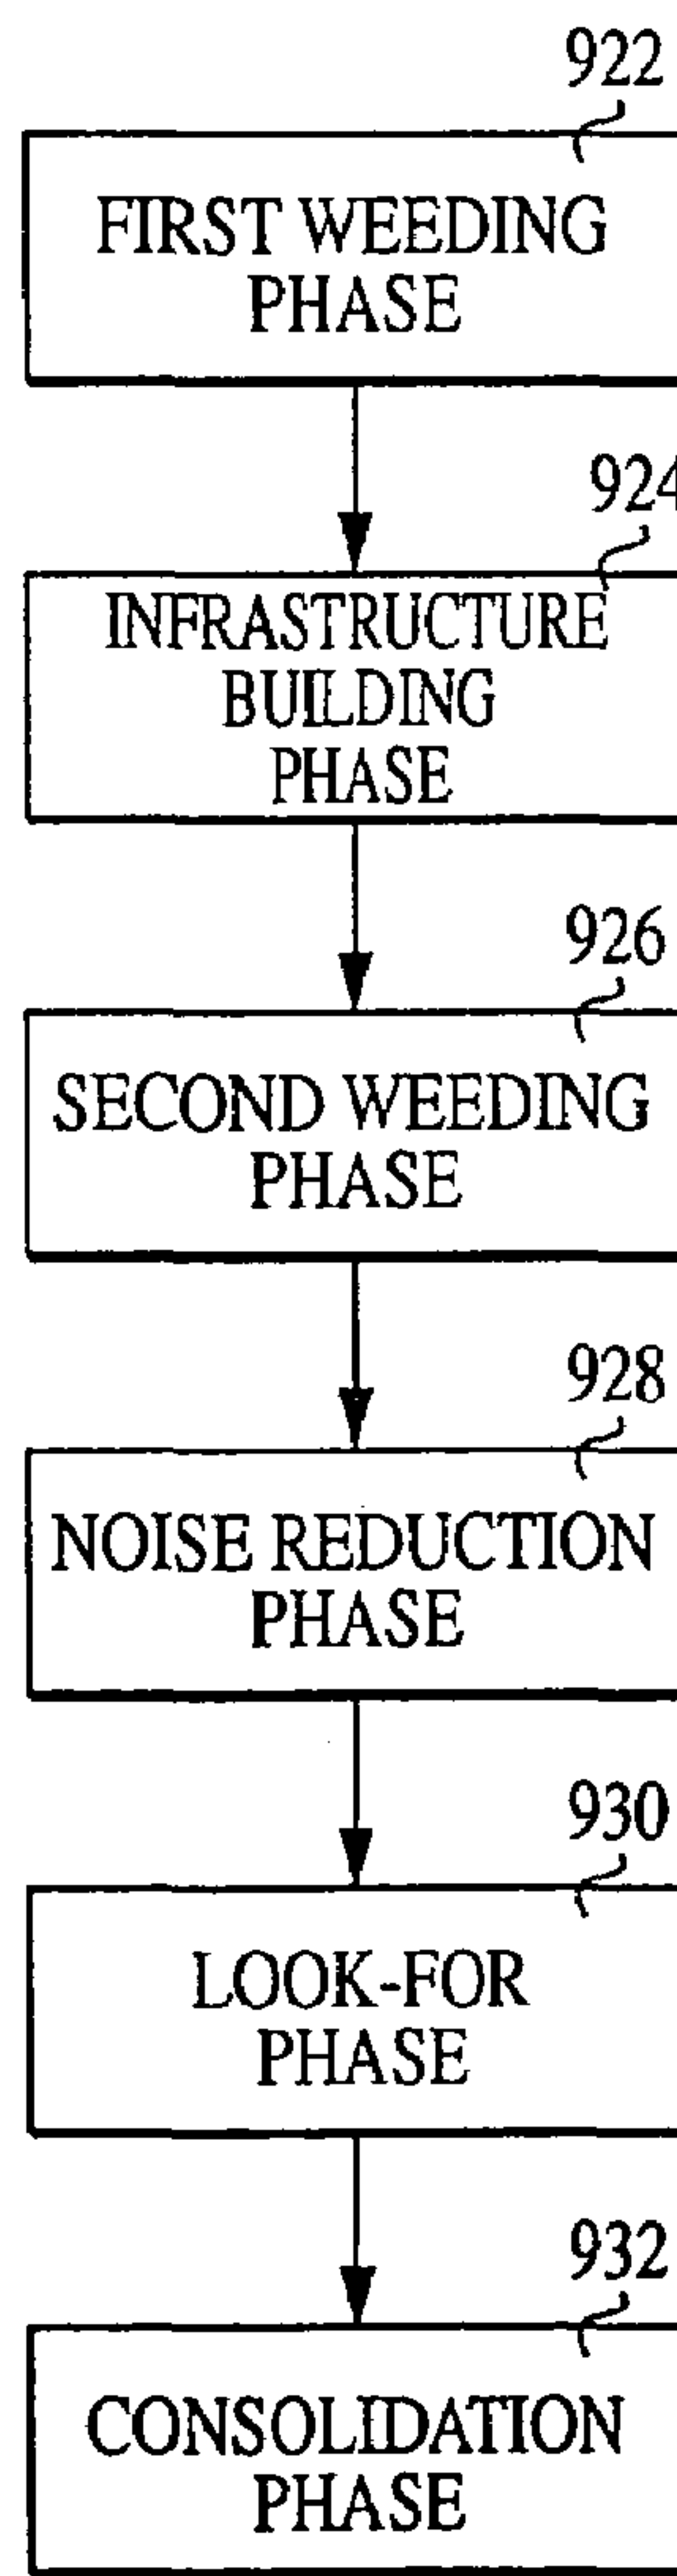 922
FIRST WEEDING
PHASE
924
INFRASTRUCTURE
BUILDING
PHASE
926
SECOND WEEDING
PHASE
928
NOISE REDUCTION
PHASE
930
LOOK-FOR
PHASE
932
CONSOLIDATION
PHASE